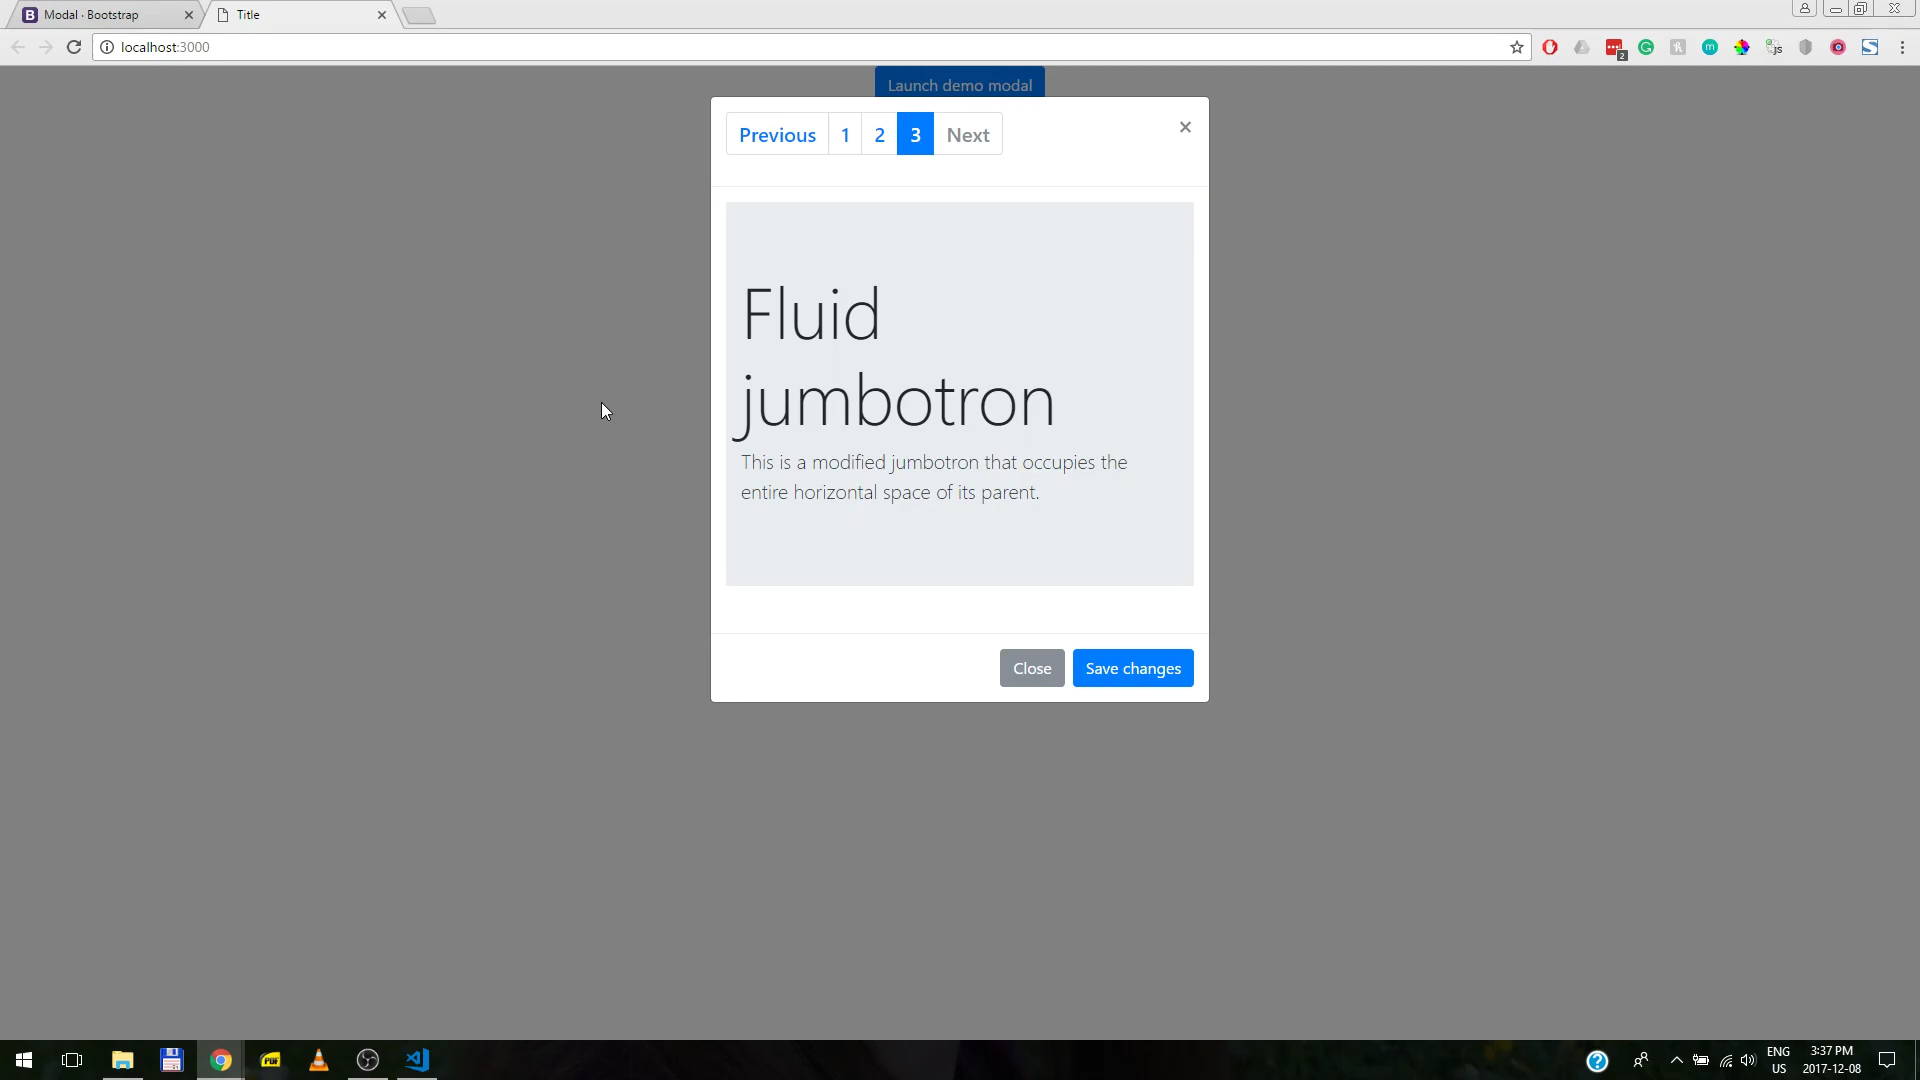 B Modal · Bootstrap
Title
localhost:3000
2
Launch demo modal
Previous 1 2 3 Next
×
Fluid
jumbotron
This is a modified jumbotron that occupies the
entire horizontal space of its parent.
Close Save changes
PDF
ENG
US
3:37 PM
2017-12-08